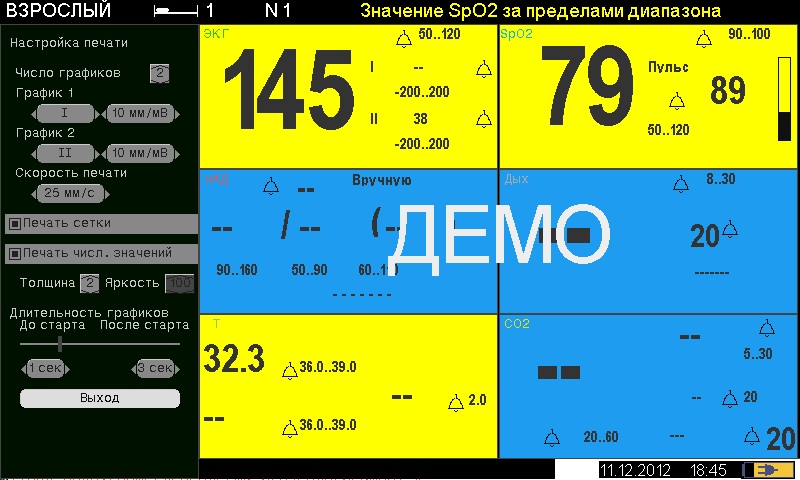 ВЗРОСЛЫЙ 1 N 1 Значение SpO2 за пределами диапазона
Настройка печати
Число графиков 2
График 1
I 10 мм/мВ
График 2
II 10 мм/мВ
Скорость печати
25 мм/с
Печать сетки
Печать числ. значений
Толщина 2 Яркость 100
Длительность графиков
До старта После старта
1 сек 3 сек
Выход
ЭКГ 50..120
145
I --
-200..200
II 38
-200..200
SpO2 90..100
79
Пульс 89
50..120
нАД Вручную
--
-- / -- (--
90..160 50..90
-------
Дых 8..30
-- 20
-------
ДЕМО
T
32.3 36.0..39.0
-- 2.0
-- 36.0..39.0
CO2 --
5..30
--
-- 20
20..60 --- 20
11.12.2012 18:45